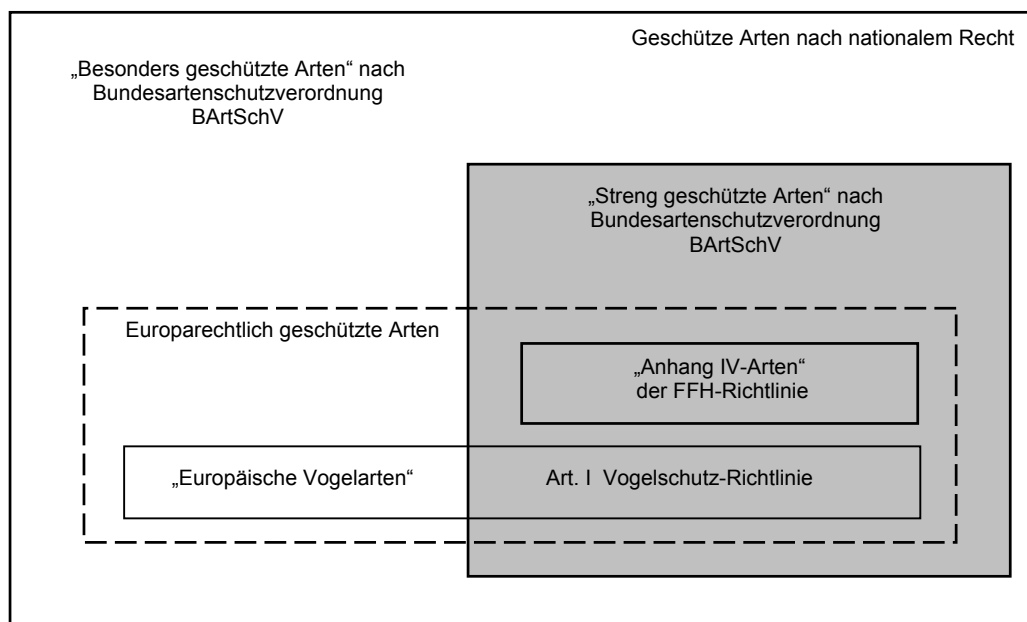 Geschütze Arten nach nationalem Recht
„Besonders geschützte Arten“ nach
Bundesartenschutzverordnung
BArtSchV
„Streng geschützte Arten“ nach
Bundesartenschutzverordnung
BArtSchV
Europarechtlich geschützte Arten
„Anhang IV-Arten“
der FFH-Richtlinie
„Europäische Vogelarten“
Art. I Vogelschutz-Richtlinie